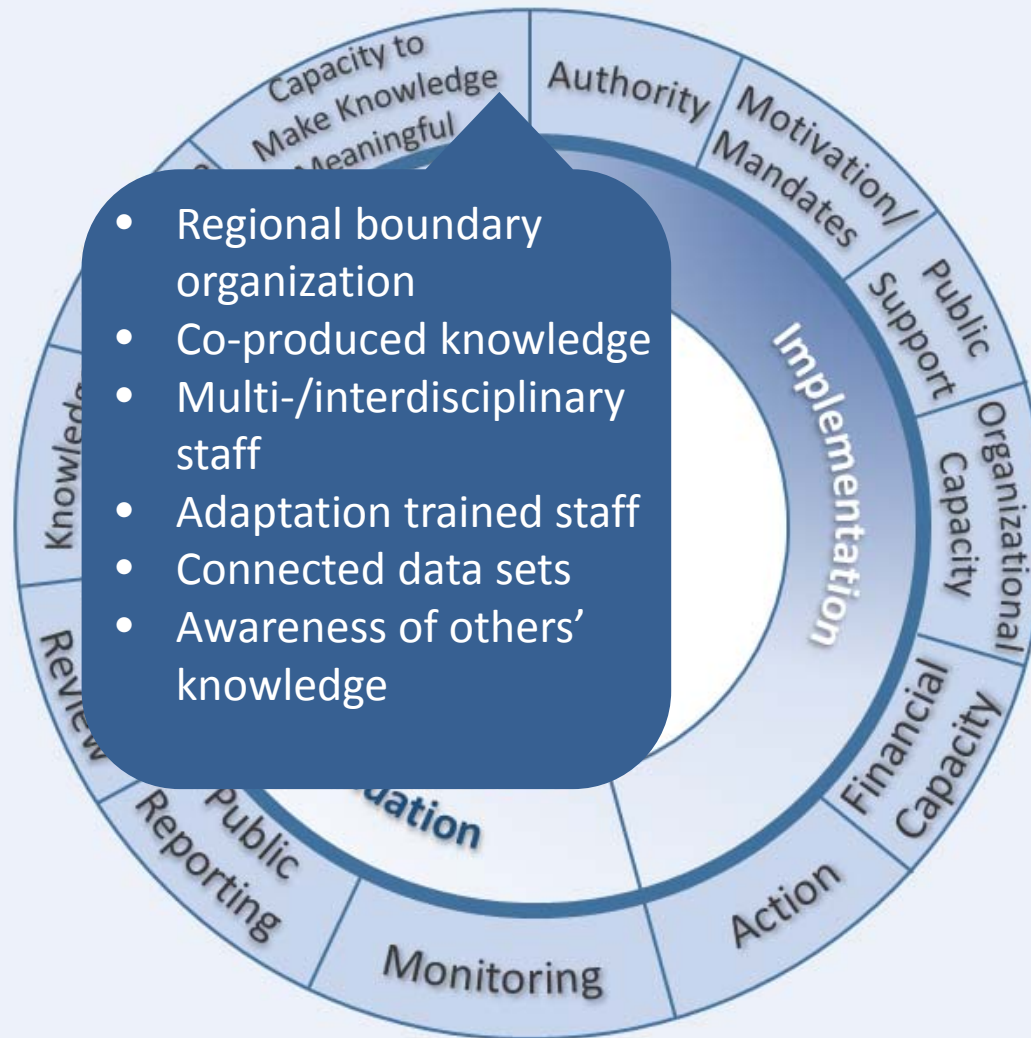 Capacity to
Make Knowledge
Meaningful
Authority
Motivation/
Mandates
Public
Support
Organizational
Capacity
Financial
Capacity
Action
Monitoring
Public
Reporting
Review
Implementation
• Regional boundary
organization
• Co-produced knowledge
• Multi-/interdisciplinary
staff
• Adaptation trained staff
• Connected data sets
• Awareness of others’
knowledge